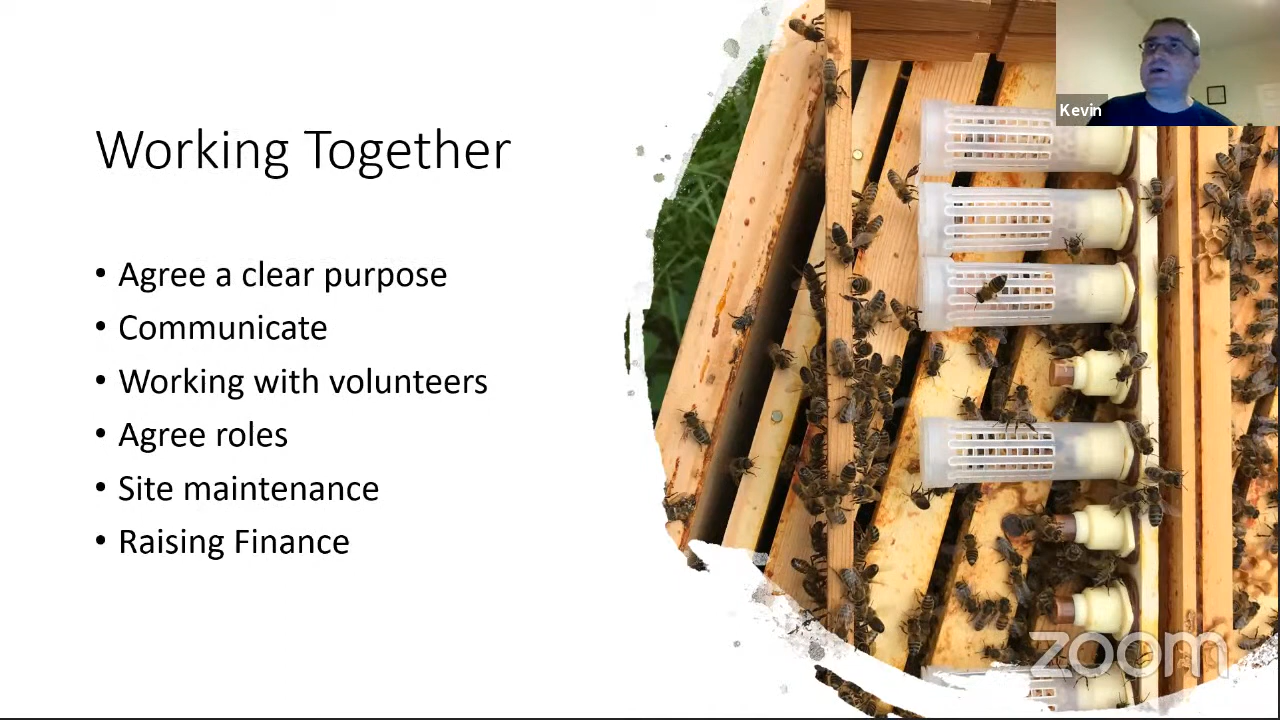 Kevin
Working Together
• Agree a clear purpose
• Communicate
• Working with volunteers
• Agree roles
• Site maintenance
• Raising Finance
zoom